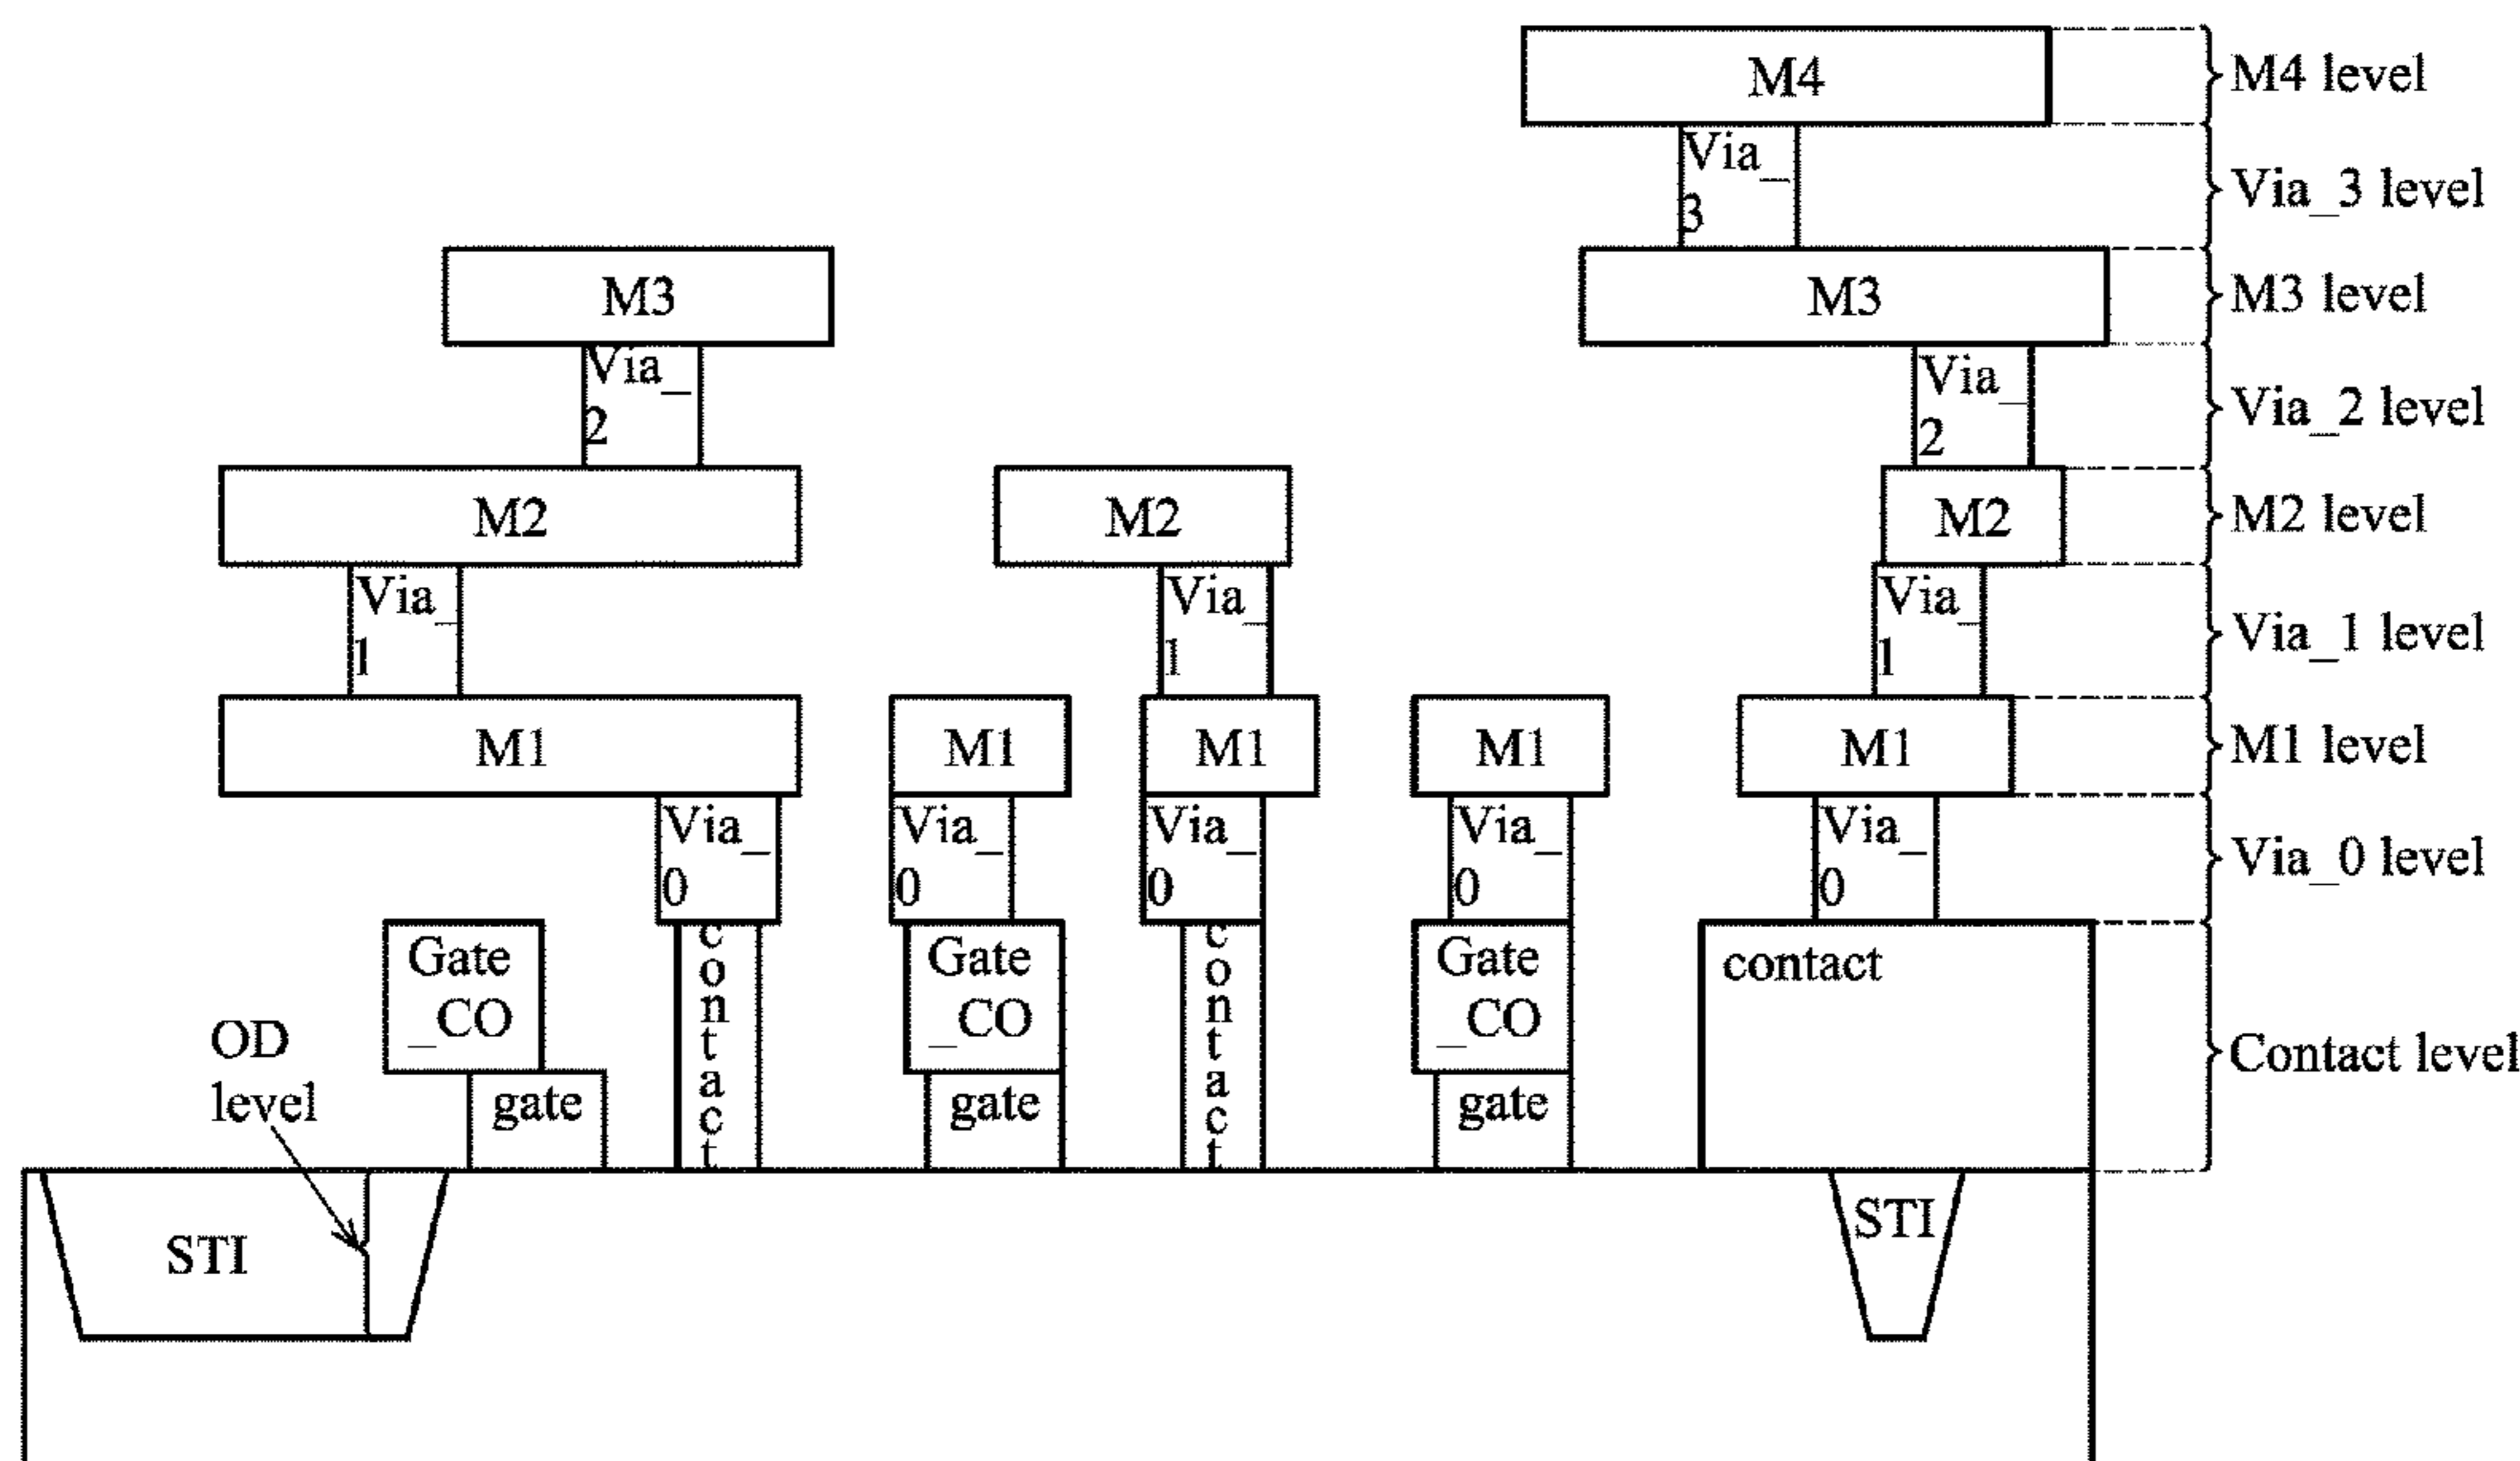 M4
M4 level
Via_
3
Via_3 level
M3
M3
M3 level
Via_
2
Via_
2
Via_2 level
M2
M2
M2
M2 level
Via_
1
Via_
1
Via_
1
Via_1 level
M1
M1
M1
M1
M1
M1 level
Via_
0
Via_
0
Via_
0
Via_
0
Via_
0
Via_0 level
Gate
_CO
contact
Gate
_CO
contact
Gate
_CO
contact
Contact level
OD
level
gate
gate
gate
STI
STI